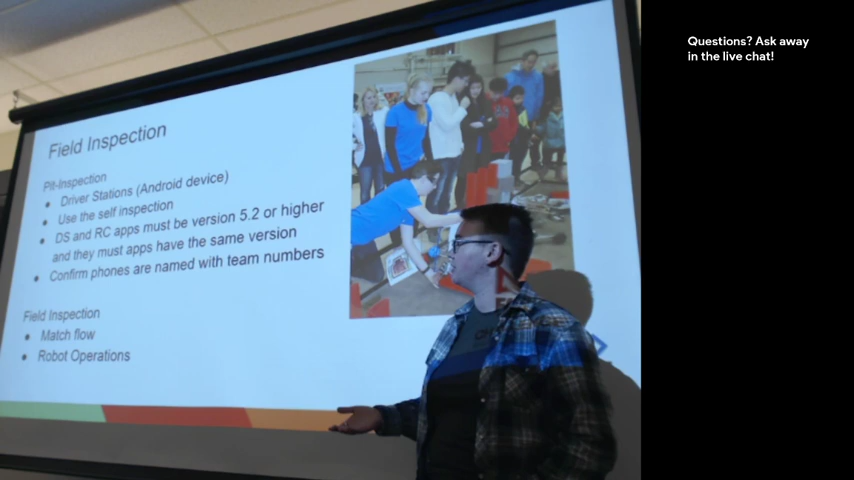 Field Inspection
Pit-Inspection
● Driver Stations (Android device)
● Use the self inspection
● DS and RC apps must be version 5.2 or higher
and they must apps have the same version
● Confirm phones are named with team numbers
Field Inspection
● Match flow
● Robot Operations
Questions? Ask away
in the live chat!